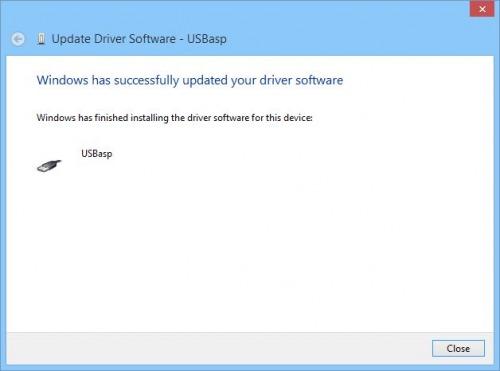 Update Driver Software - USBasp
Windows has successfully updated your driver software
Windows has finished installing the driver software for this device:
USBasp
Close